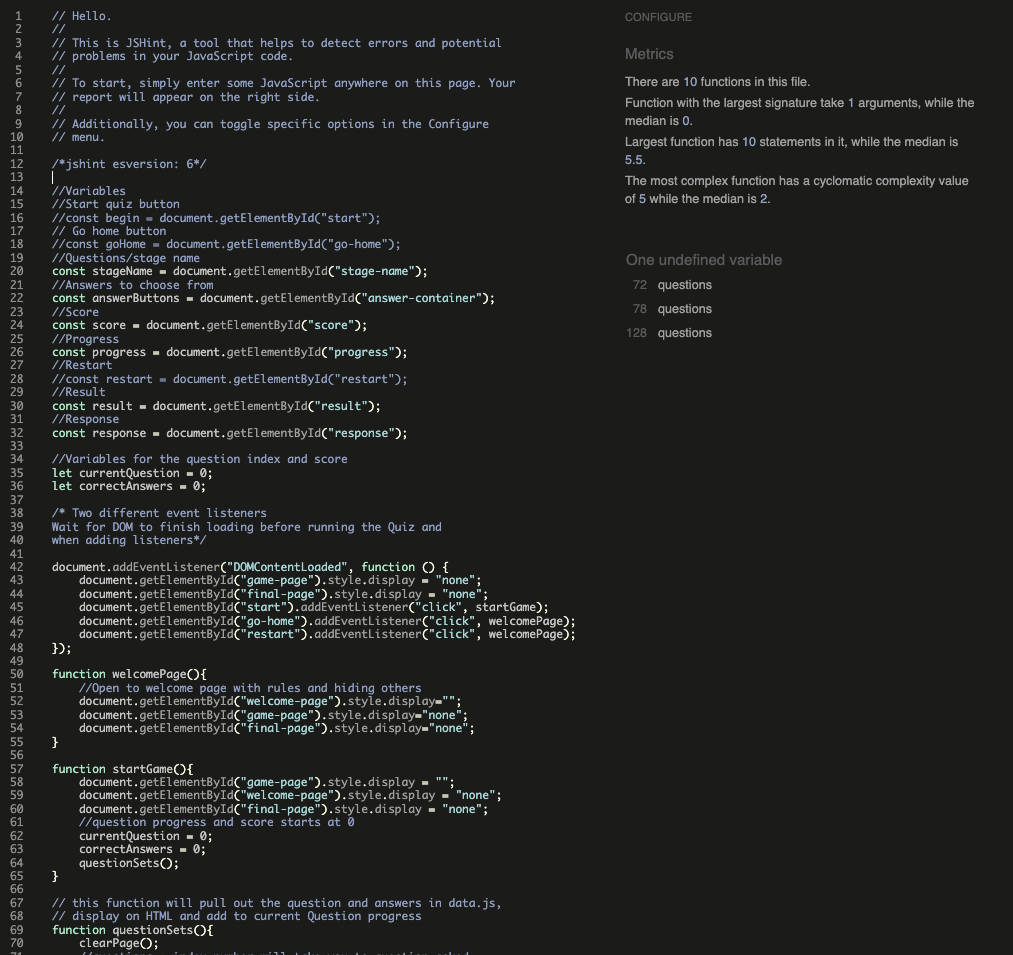 1 // Hello.
2 //
3 // This is JSHint, a tool that helps to detect errors and potential
4 // problems in your JavaScript code.
5 //
6 // To start, simply enter some JavaScript anywhere on this page. Your
7 // report will appear on the right side.
8 //
9 // Additionally, you can toggle specific options in the Configure
10 // menu.
11
12 /*jshint esversion: 6*/
13
14 //Variables
15 //Start quiz button
16 //const begin = document.getElementById("start");
17 // Go home button
18 //const goHome = document.getElementById("go-home");
19 //Questions/stage name
20 const stageName = document.getElementById("stage-name");
21 //Answers to choose from
22 const answerButtons = document.getElementById("answer-container");
23 //Score
24 const score = document.getElementById("score");
25 //Progress
26 const progress = document.getElementById("progress");
27 //Restart
28 //const restart = document.getElementById("restart");
29 //Result
30 const result = document.getElementById("result");
31 //Response
32 const response = document.getElementById("response");
33
34 //Variables for the question index and score
35 let currentQuestion = 0;
36 let correctAnswers = 0;
37
38 /* Two different event listeners
39 Wait for DOM to finish loading before running the Quiz and
40 when adding listeners*/
41
42 document.addEventListener("DOMContentLoaded", function () {
43 document.getElementById("game-page").style.display = "none";
44 document.getElementById("final-page").style.display = "none";
45 document.getElementById("start").addEventListener("click", startGame);
46 document.getElementById("go-home").addEventListener("click", welcomePage);
47 document.getElementById("restart").addEventListener("click", welcomePage);
48 });
49
50 function welcomePage(){
51 //Open to welcome page with rules and hiding others
52 document.getElementById("welcome-page").style.display="";
53 document.getElementById("game-page").style.display="none";
54 document.getElementById("final-page").style.display="none";
55 }
56
57 function startGame(){
58 document.getElementById("game-page").style.display = "";
59 document.getElementById("welcome-page").style.display = "none";
60 document.getElementById("final-page").style.display = "none";
61 //question progress and score starts at 0
62 currentQuestion = 0;
63 correctAnswers = 0;
64 questionSets();
65 }
66
67 // this function will pull out the question and answers in data.js,
68 // display on HTML and add to current Question progress
69 function questionSets(){
70 clearPage();
CONFIGURE
Metrics
There are 10 functions in this file.
Function with the largest signature take 1 arguments, while the
median is 0.
Largest function has 10 statements in it, while the median is
5.5.
The most complex function has a cyclomatic complexity value
of 5 while the median is 2.
One undefined variable
72 questions
78 questions
128 questions